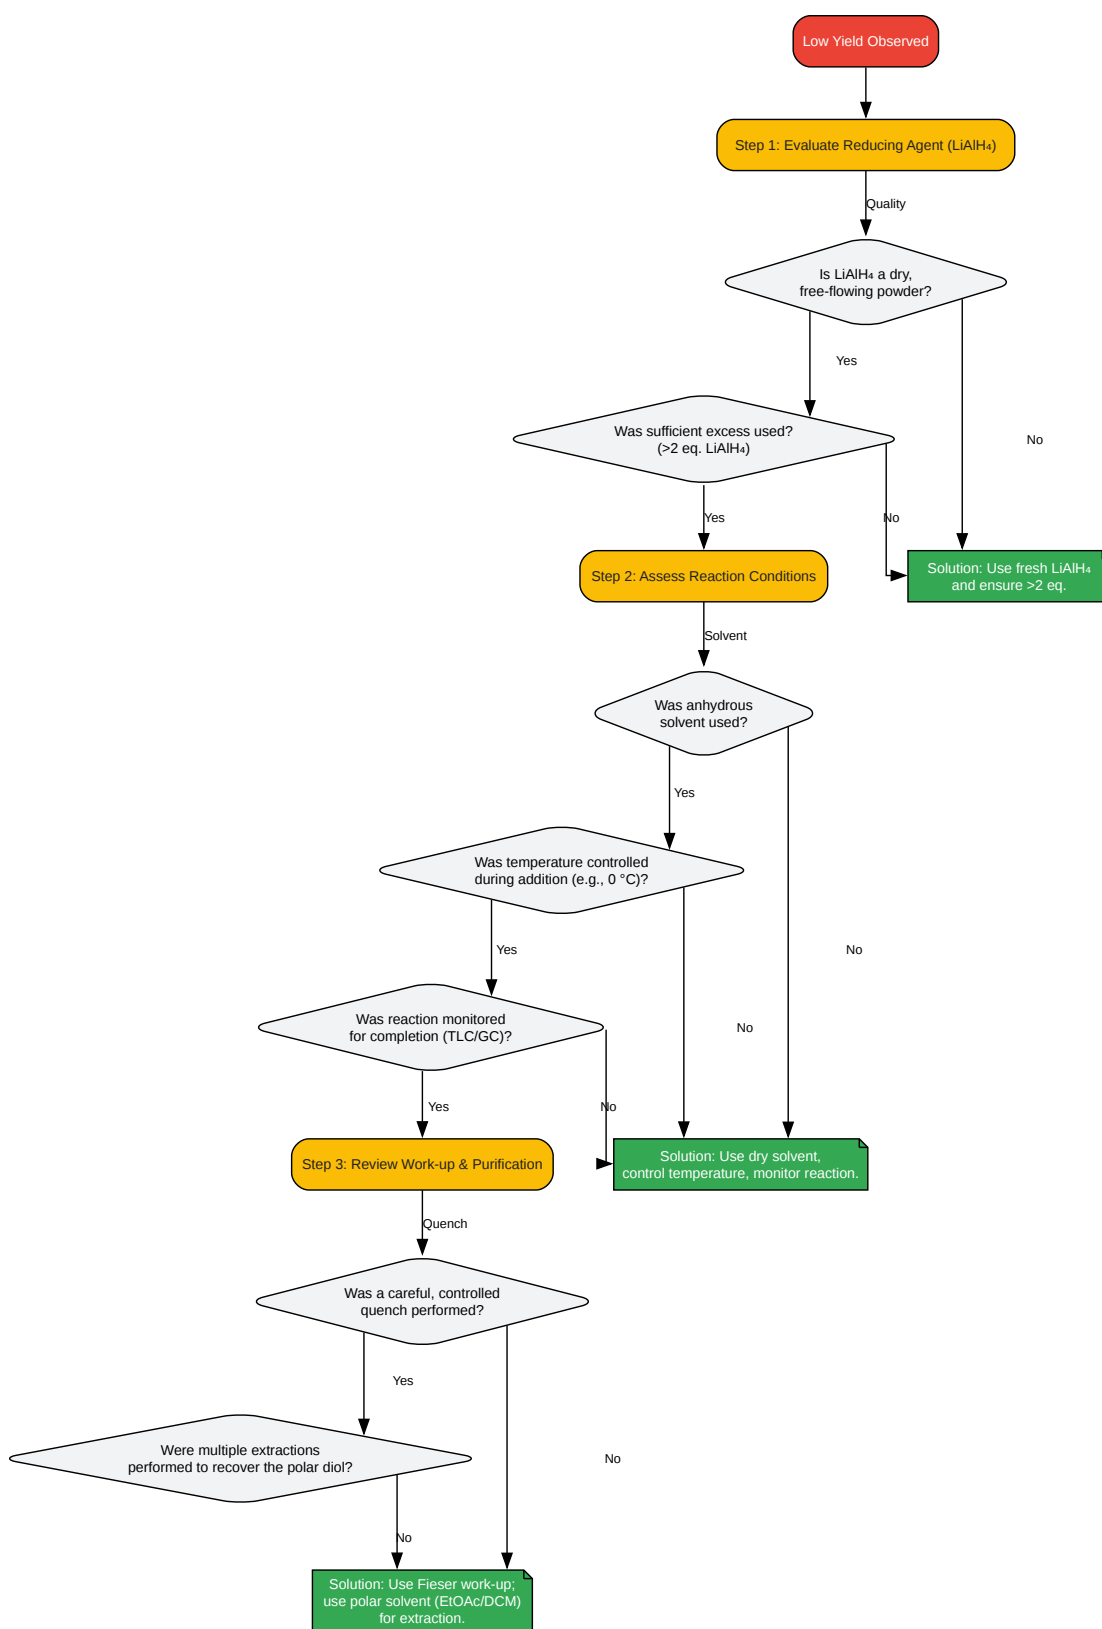 Low Yield Observed
Step 1: Evaluate Reducing Agent (LiAlH₄)
Quality
Is LiAlH₄ a dry,
free-flowing powder?
Yes
No
Was sufficient excess used?
(>2 eq. LiAlH₄)
Yes
No
Solution: Use fresh LiAlH₄
and ensure >2 eq.
Step 2: Assess Reaction Conditions
Solvent
Was anhydrous
solvent used?
Yes
No
Was temperature controlled
during addition (e.g., 0 °C)?
Yes
No
Was reaction monitored
for completion (TLC/GC)?
Yes
No
Solution: Use dry solvent,
control temperature, monitor reaction.
Step 3: Review Work-up & Purification
Quench
Was a careful, controlled
quench performed?
Yes
No
Were multiple extractions
performed to recover the polar diol?
No
Solution: Use Fieser work-up;
use polar solvent (EtOAc/DCM)
for extraction.